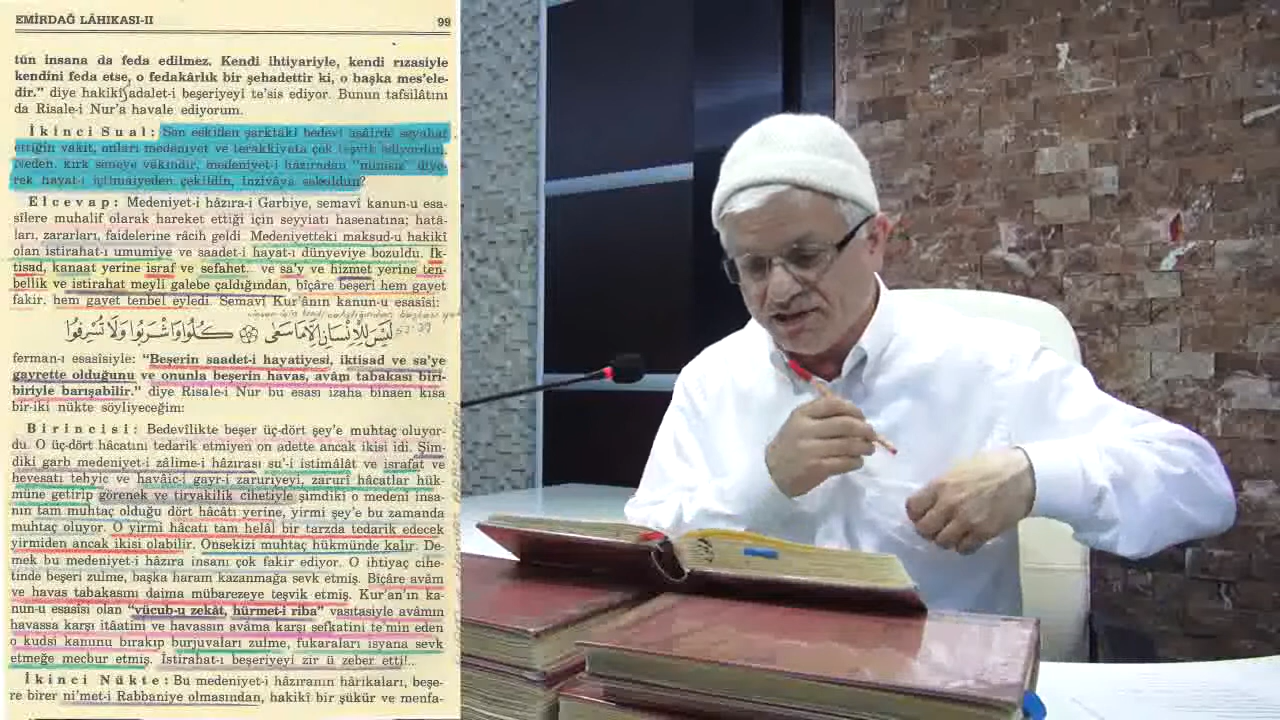 EMİRDAĞ LÂHIKASI-II 99
tün insana da feda edilmez. Kendi ihtiyariyle, kendi rızasiyle
kendini feda etse, o fedakârlık bir şehadettir ki, o başka mes'ele-
dir." diye hakikî adalet-i beşeriyeyi te'sis ediyor. Bunun tafsilâtını
da Risale-i Nur'a havale ediyorum.
İkinci Sual: Sen eskiden şarktaki bedevî aşâirde seyahat
ettiğin vakit, onları medeniyet ve terakkiyata çok teşvik ediyordun.
Neden, kırk seneye yakındır, medeniyet-i hâzıradan "mimsiz" diye-
rek hayat-ı içtimaiyeden çekildin, inzivâya sokuldun?
Elcevap: Medeniyet-i hâzıra-i Garbiye, semavî kanun-u esa-
sîlere muhalif olarak hareket ettiği için seyyiatı hasenatına; hatâ-
ları, zararları, faidelerine râcih geldi. Medeniyetteki maksud-u hakikî
olan istirahat-ı umumiye ve saadet-i hayat-ı dünyeviye bozuldu. İk-
tisad, kanaat yerine israf ve sefahet.. ve sa'y ve hizmet yerine ten-
bellik ve istirahat meyli galebe çaldığından, bîçâre beşeri hem gayet
fakir, hem gayet tenbel eyledi. Semavî Kur'ânın kanun-u esasîsi:
لَيْسَ لِلْاِنْسَانِ اِلَّا مَا سَعٰى ۞ كُلُوا وَاشْرَبُوا وَلَا تُسْرِفُوا 53:39
ferman-ı esasîsiyle: "Beşerin saadet-i hayatiyesi, iktisad ve sa'ye
gayrette olduğunu ve onunla beşerin havas, avâm tabakası biri-
biriyle barışabilir." diye Risale-i Nur bu esası izaha binaen kısa
bir-iki nükte söyliyeceğim:
Birincisi: Bedevîlikte beşer üç-dört şey'e muhtaç oluyor-
du. O üç-dört hâcatını tedarik etmiyen on adette ancak ikisi idi. Şim-
diki garb medeniyet-i zâlime-i hâzırası su'-i istimâlât ve israfat ve
hevesatı tehyic ve havâic-i gayr-i zaruriyeyi, zarurî hâcatlar hük-
müne getirip görenek ve tiryakilik cihetiyle şimdiki o medenî insa-
nın tam muhtaç olduğu dört hâcâtı yerine, yirmi şey'e bu zamanda
muhtaç oluyor. O yirmi hâcatı tam helâl bir tarzda tedarik edecek
yirmiden ancak ikisi olabilir. Onsekizi muhtaç hükmünde kalır. De-
mek bu medeniyet-i hâzıra insanı çok fakir ediyor. O ihtiyaç cihe-
tinde beşeri zulme, başka haram kazanmağa sevk etmiş. Bîçâre avâm
ve havas tabakasını daima mübarezeye teşvik etmiş. Kur'an'ın ka-
nun-u esasîsi olan "vücub-u zekât, hürmet-i riba" vasıtasiyle avâmın
havassa karşı itâatini ve havassın avâma karşı şefkatini te'min eden
o kudsî kanunu bırakıp burjuvaları zulme, fukaraları isyana sevk
etmeğe mecbur etmiş. İstirahat-ı beşeriyeyi zîr ü zeber etti!..
İkinci Nükte: Bu medeniyet-i hâzıranın hârikaları, beşe-
re birer ni'met-i Rabbaniye olmasından, hakikî bir şükür ve menfa-